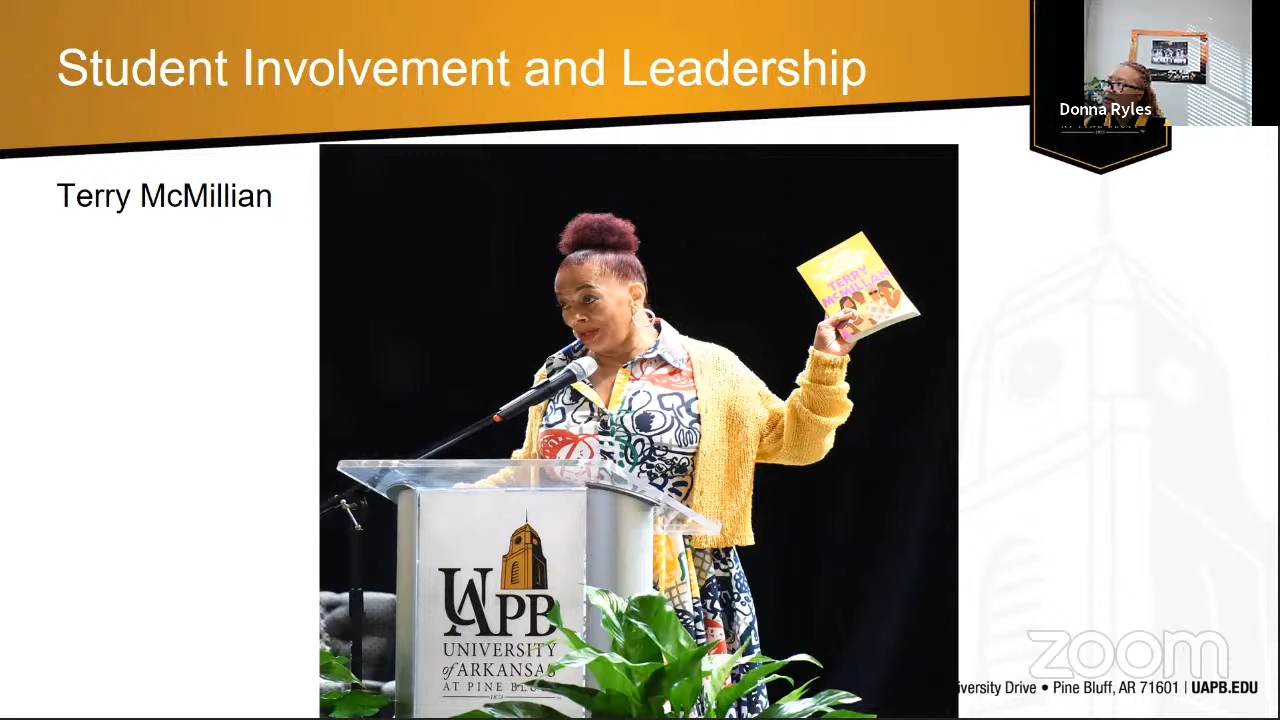 Student Involvement and Leadership
Donna Ryles
Terry McMillian
TERRY
McMILLAN
UAPB
UNIVERSITY
of ARKANSAS
AT PINE BLUFF
1873
zoom
iversity Drive • Pine Bluff, AR 71601 | UAPB.EDU